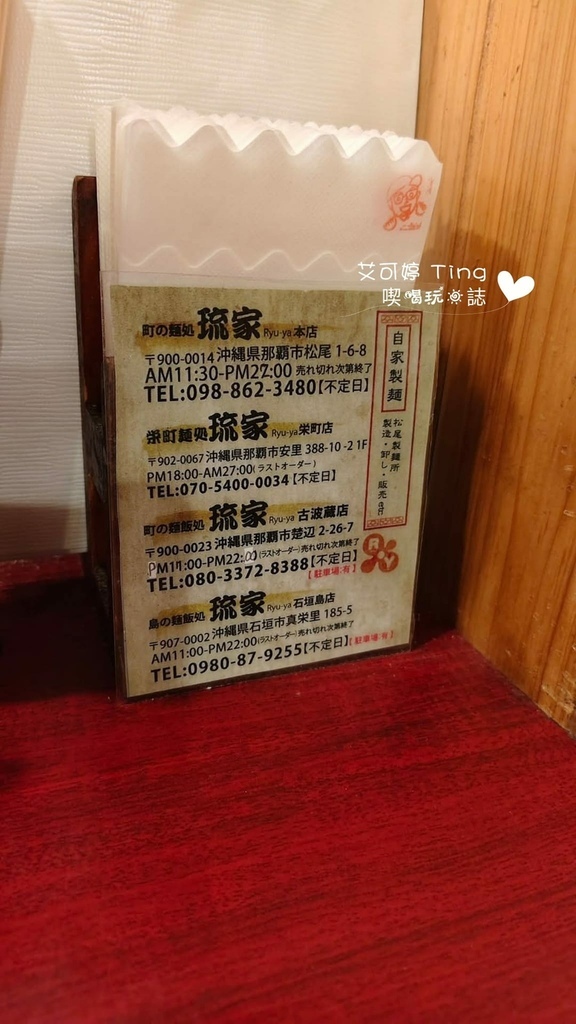 艾可婷 Ting
喫喝玩※誌
町の麺処 琉家 Ryu-ya 本店
〒900-0014 沖縄県那覇市松尾 1-6-8
AM11:30-PM27:00 売れ切れ次第終了
TEL:098-862-3480【不定日】
栄町麺処 琉家 Ryu-ya 栄町店
〒902-0067 沖縄県那覇市安里 388-10-2 1F
PM18:00-AM27:00(ラストオーダー)
TEL:070-5400-0034【不定日】
町の麺飯処 琉家 Ryu-ya 古波蔵店
〒900-0023 沖縄県那覇市楚辺 2-26-7
PM11:00-PM22:00(ラストオーダー)売れ切れ次第終了
TEL:080-3372-8388【不定日】
【駐車場:有】
島の麺飯処 琉家 Ryu-ya 石垣島店
〒907-0002 沖縄県石垣市真栄里 185-5
AM11:00-PM22:00(ラストオーダー)売れ切れ次第終了
TEL:0980-87-9255【不定日】【駐車場:有】
自家製麺
松尾製麺所
製造・卸し・販売